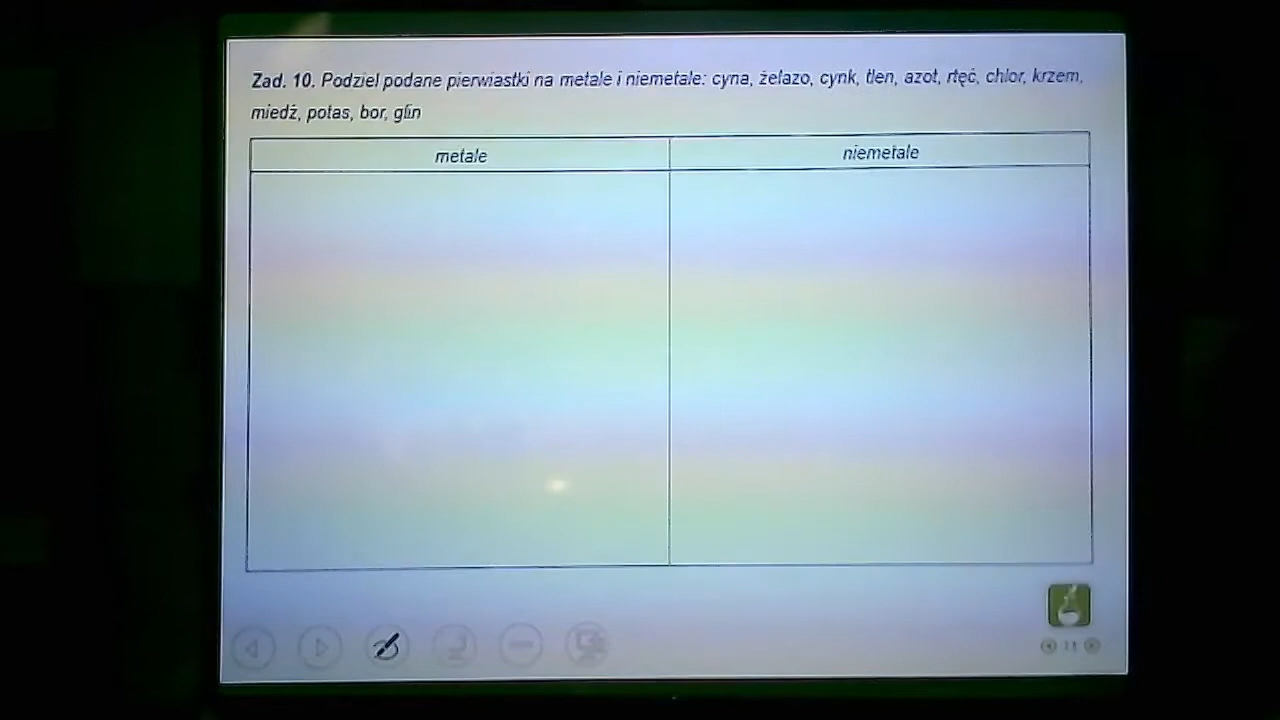 Zad. 10. Podziel podane pierwiastki na metale i niemetale: cyna, żelazo, cynk, tlen, azot, rtęć, chlor, krzem,
miedź, potas, bor, glin
metale niemetale
11